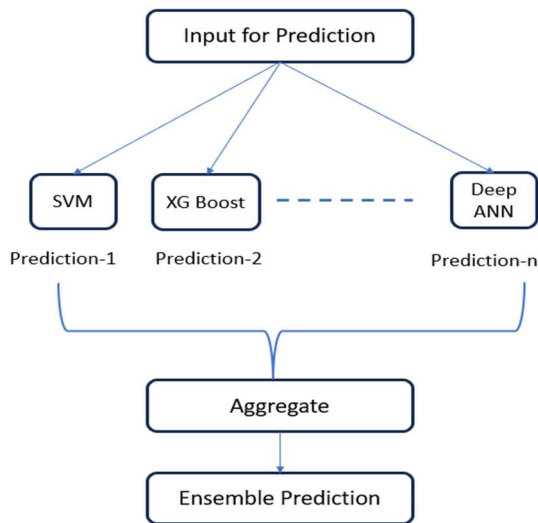 Input for Prediction
SVM
XG Boost
Deep
ANN
Prediction-1
Prediction-2
Prediction-n
Aggregate
Ensemble Prediction